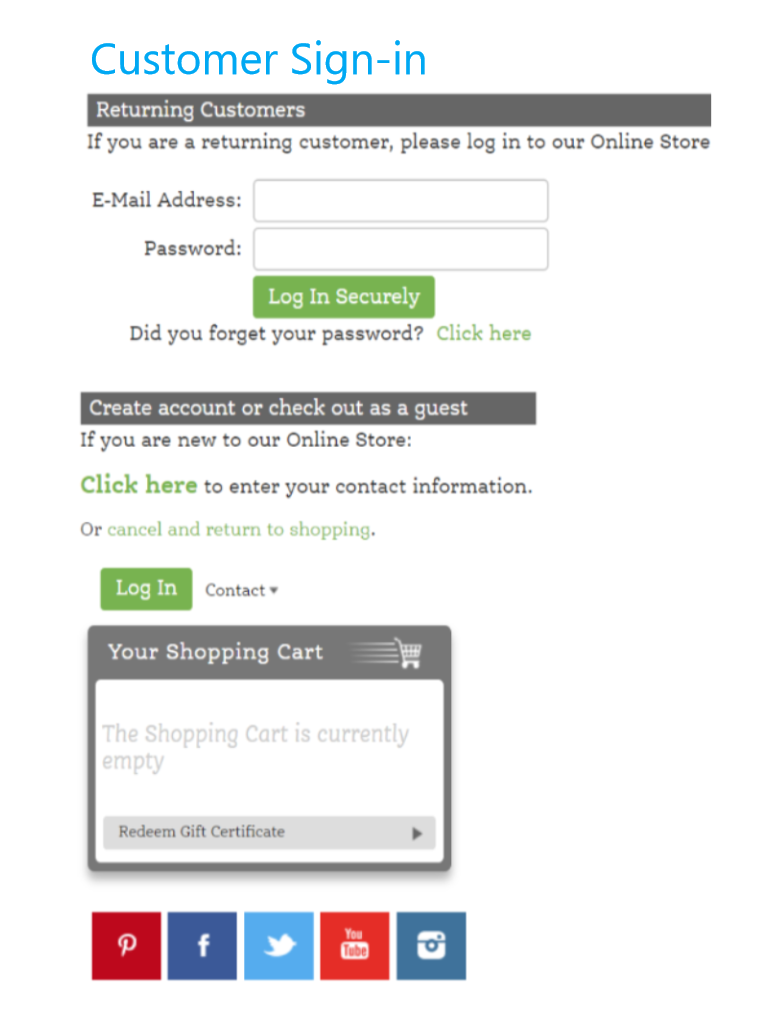 Customer Sign-in
Returning Customers
If you are a returning customer, please log in to our Online Store
E-Mail Address:
Password:
Log In Securely
Did you forget your password? Click here
Create account or check out as a guest
If you are new to our Online Store:
Click here to enter your contact information.
Or cancel and return to shopping.
Log In Contact
Your Shopping Cart
The Shopping Cart is currently
empty
Redeem Gift Certificate
You
Tube